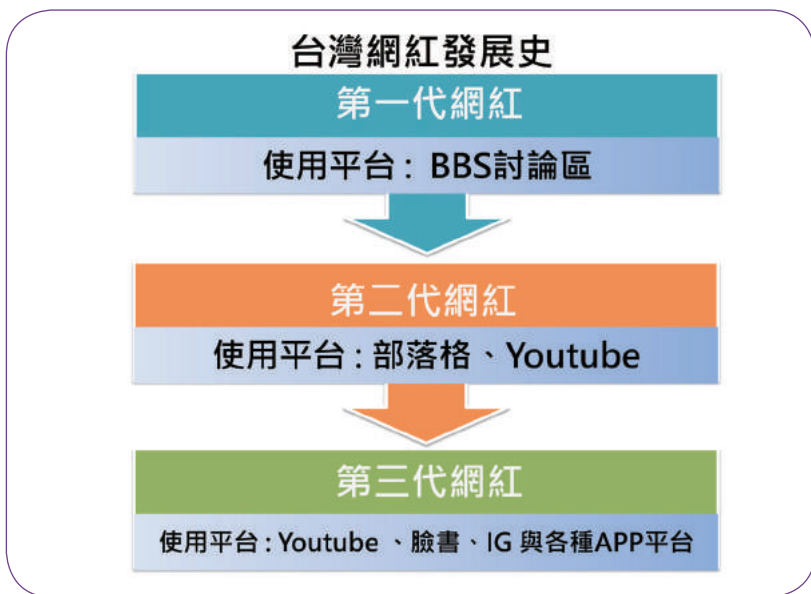 台灣網紅發展史
第一代網紅
使用平台： BBS討論區
第二代網紅
使用平台：部落格、Youtube
第三代網紅
使用平台：Youtube 、臉書、IG 與各種APP平台